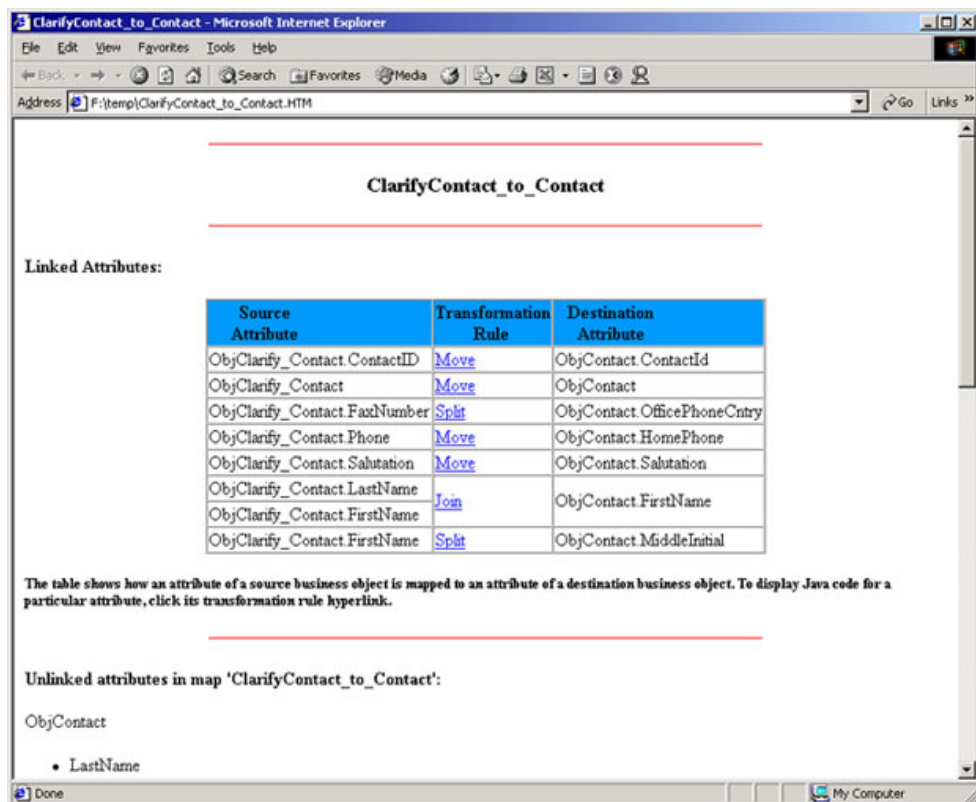 ClarifyContact_to_Contact - Microsoft Internet Explorer
File Edit View Favorites Tools Help
Back Search Favorites Media
Address F:\temp\ClarifyContact_to_Contact.HTM Go Links »
ClarifyContact_to_Contact
Linked Attributes:
Source Attribute Transformation Rule Destination Attribute
ObjClarify_Contact.ContactID Move ObjContact.ContactId
ObjClarify_Contact Move ObjContact
ObjClarify_Contact.FaxNumber Split ObjContact.OfficePhoneCntry
ObjClarify_Contact.Phone Move ObjContact.HomePhone
ObjClarify_Contact.Salutation Move ObjContact.Salutation
ObjClarify_Contact.LastName
Join ObjContact.FirstName
ObjClarify_Contact.FirstName
ObjClarify_Contact.FirstName Split ObjContact.MiddleInitial
The table shows how an attribute of a source business object is mapped to an attribute of a destination business object. To display Java code for a
particular attribute, click its transformation rule hyperlink.
Unlinked attributes in map 'ClarifyContact_to_Contact':
ObjContact
• LastName
Done My Computer